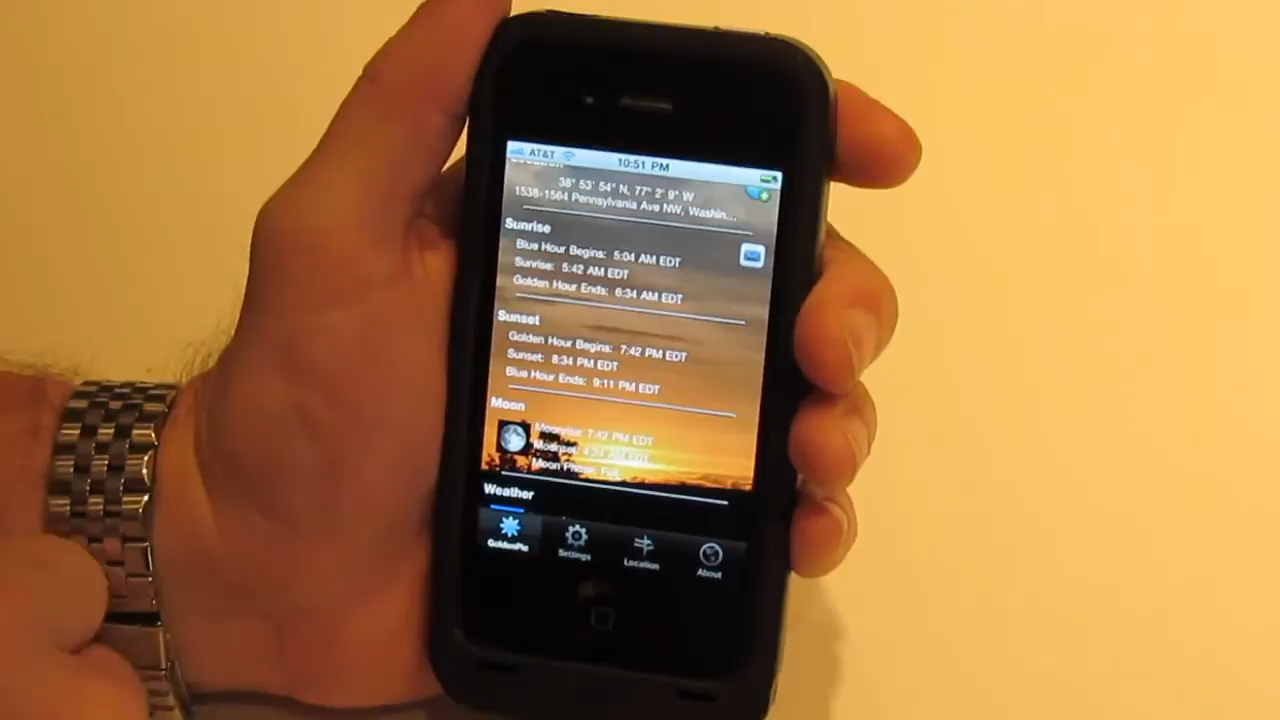 AT&T 10:51 PM
38° 53' 54" N, 77° 2' 9" W
1538-1564 Pennsylvania Ave NW, Washin...
Sunrise
Blue Hour Begins: 5:04 AM EDT
Sunrise: 5:42 AM EDT
Golden Hour Ends: 6:34 AM EDT
Sunset
Golden Hour Begins: 7:42 PM EDT
Sunset: 8:34 PM EDT
Blue Hour Ends: 9:11 PM EDT
Moon
Moonrise: 7:42 PM EDT
Moonset: EDT
Moon Phase: Full
Weather
GoldenPic Settings Location About